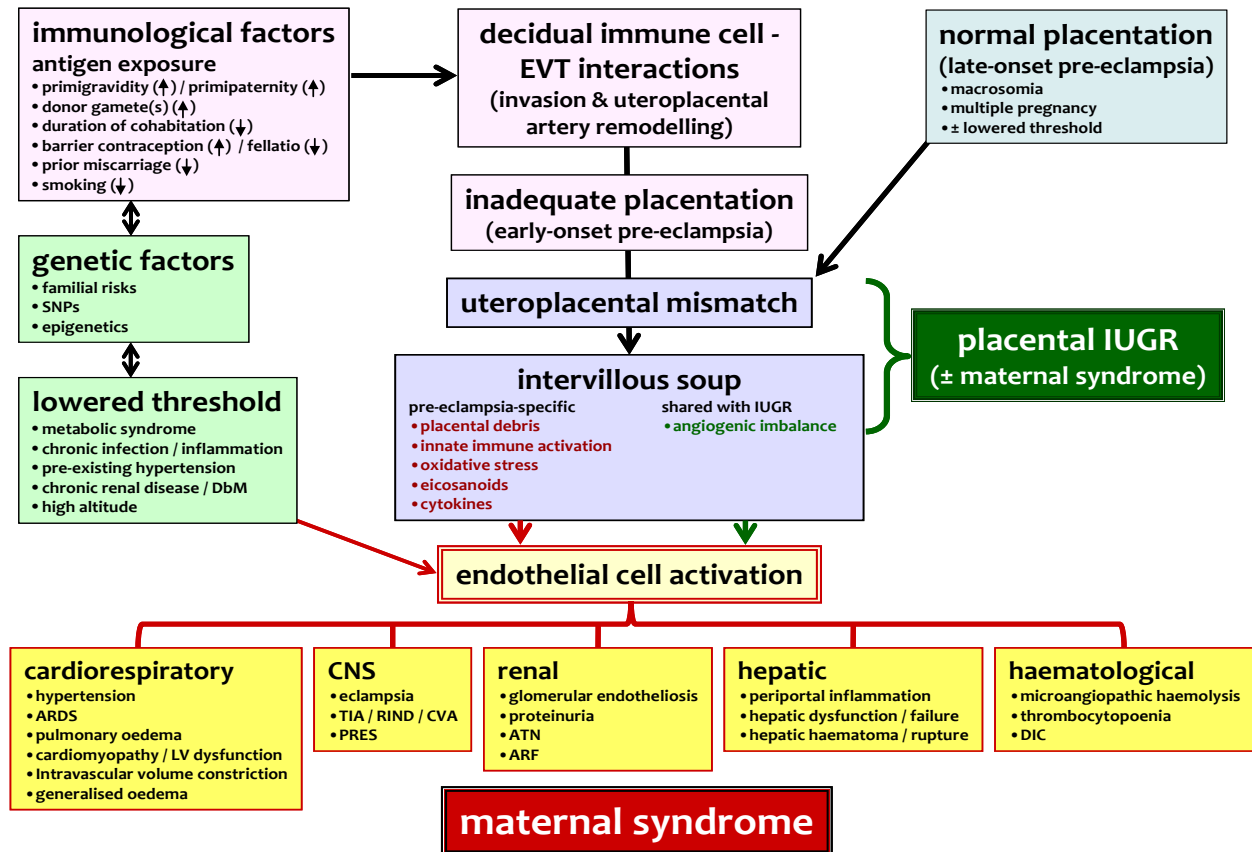 immunological factors
antigen exposure
• primigravidity (↑) / primipaternity (↑)
• donor gamete(s) (↑)
• duration of cohabitation (↓)
• barrier contraception (↑) / fellatio (↓)
• prior miscarriage (↓)
• smoking (↓)
decidual immune cell -
EVT interactions
(invasion & uteroplacental
artery remodelling)
normal placentation
(late-onset pre-eclampsia)
• macrosomia
• multiple pregnancy
• ± lowered threshold
inadequate placentation
(early-onset pre-eclampsia)
genetic factors
• familial risks
• SNPs
• epigenetics
uteroplacental mismatch
placental IUGR
(± maternal syndrome)
lowered threshold
• metabolic syndrome
• chronic infection / inflammation
• pre-existing hypertension
• chronic renal disease / DbM
• high altitude
intervillous soup
pre-eclampsia-specific
• placental debris
• innate immune activation
• oxidative stress
• eicosanoids
• cytokines
shared with IUGR
• angiogenic imbalance
endothelial cell activation
cardiorespiratory
• hypertension
• ARDS
• pulmonary oedema
• cardiomyopathy / LV dysfunction
• Intravascular volume constriction
• generalised oedema
CNS
• eclampsia
• TIA / RIND / CVA
• PRES
renal
• glomerular endotheliosis
• proteinuria
• ATN
• ARF
hepatic
• periportal inflammation
• hepatic dysfunction / failure
• hepatic haematoma / rupture
haematological
• microangiopathic haemolysis
• thrombocytopoenia
• DIC
maternal syndrome